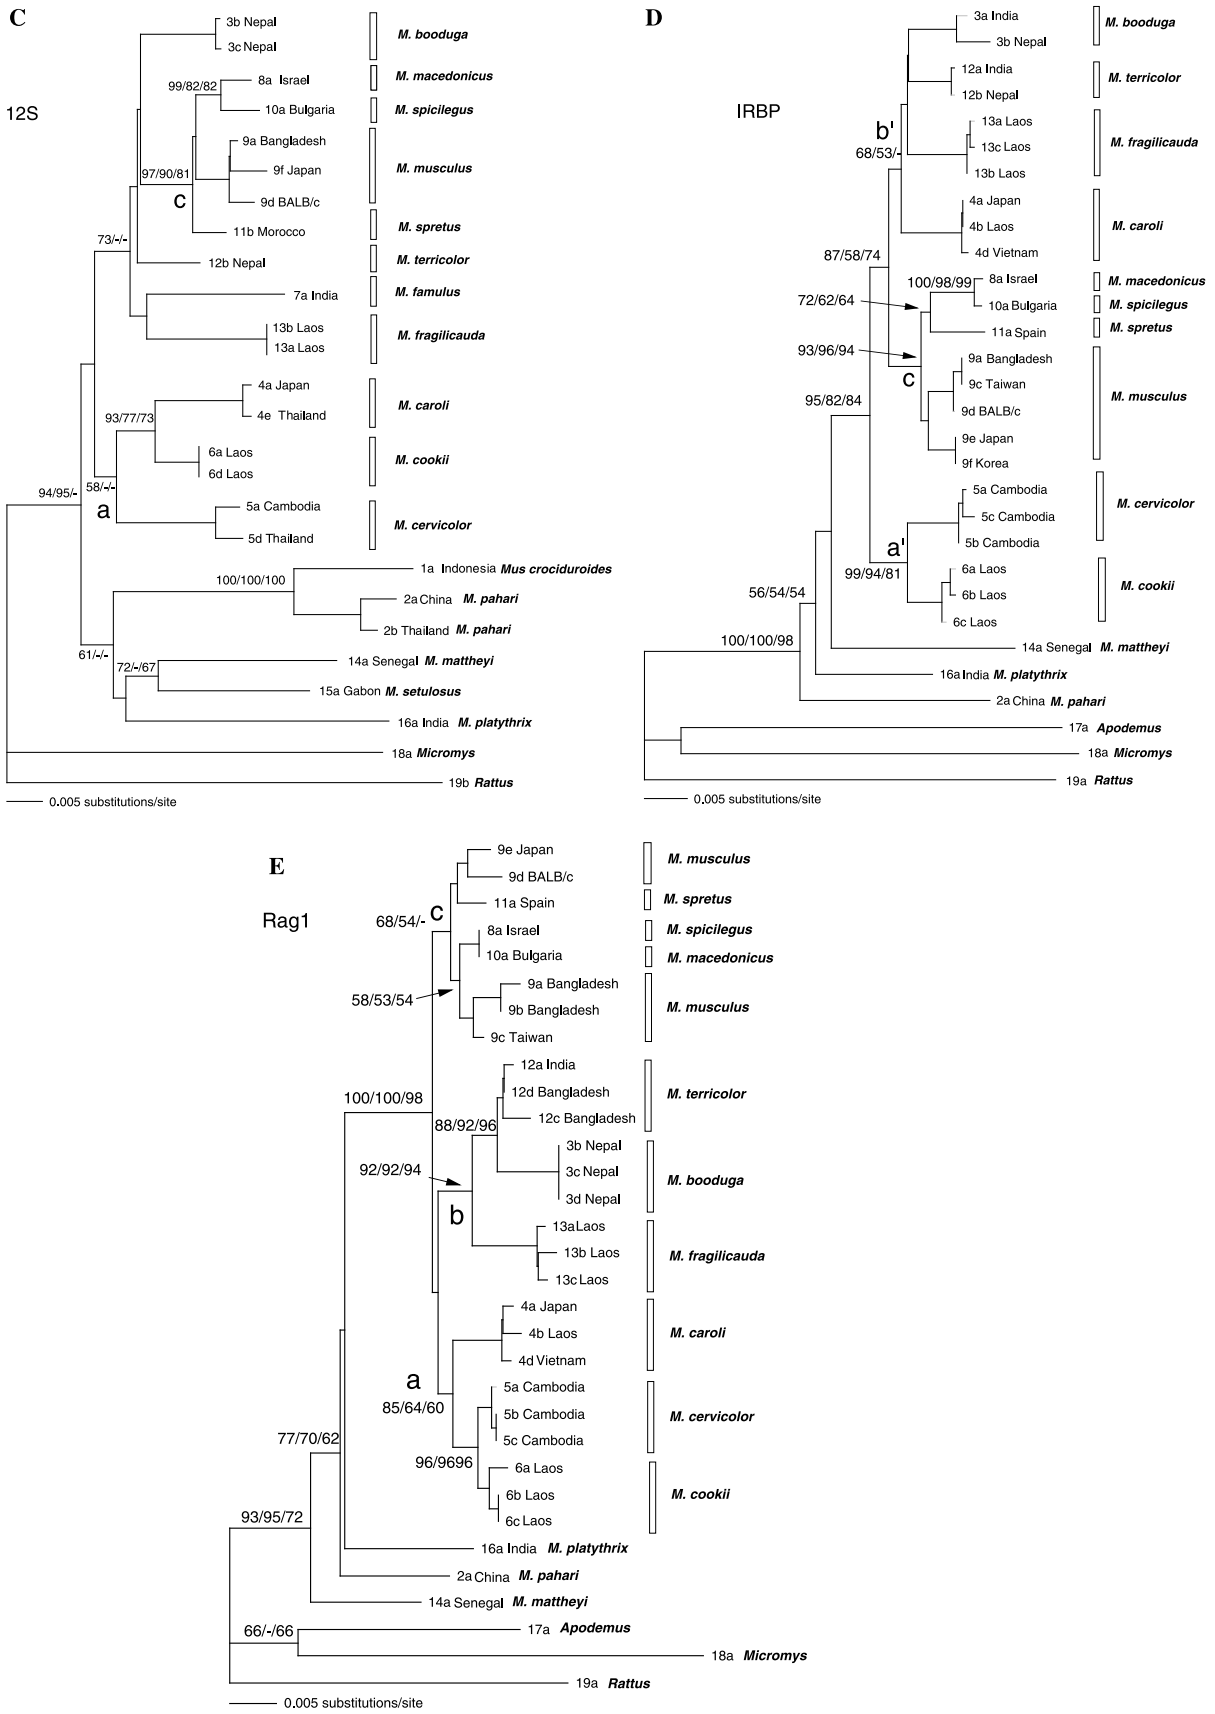 C
12S
3b Nepal
3c Nepal
M. booduga
99/82/82
8a Israel
M. macedonicus
10a Bulgaria
M. spicilegus
9a Bangladesh
9f Japan
M. musculus
97/90/81
c
9d BALB/c
11b Morocco
M. spretus
73/-/-
12b Nepal
M. terricolor
7a India
M. famulus
13b Laos
M. fragilicauda
13a Laos
4a Japan
M. caroli
93/77/73
4e Thailand
6a Laos
M. cookii
6d Laos
58/-/-
94/95/-
a
5a Cambodia
M. cervicolor
5d Thailand
100/100/100
1a Indonesia Mus crociduroides
2a China M. pahari
2b Thailand M. pahari
61/-/-
72/-/67
14a Senegal M. mattheyi
15a Gabon M. setulosus
16a India M. platythrix
18a Micromys
19b Rattus
0.005 substitutions/site
D
IRBP
3a India
M. booduga
3b Nepal
12a India
M. terricolor
12b Nepal
b'
68/53/-
13a Laos
13c Laos
M. fragilicauda
13b Laos
4a Japan
4b Laos
M. caroli
4d Vietnam
87/58/74
100/98/99
8a Israel
M. macedonicus
72/62/64
10a Bulgaria
M. spicilegus
11a Spain
M. spretus
93/96/94
c
9a Bangladesh
9c Taiwan
M. musculus
95/82/84
9d BALB/c
9e Japan
9f Korea
5a Cambodia
M. cervicolor
5c Cambodia
5b Cambodia
a'
99/94/81
6a Laos
M. cookii
6b Laos
6c Laos
56/54/54
100/100/98
14a Senegal M. mattheyi
16a India M. platythrix
2a China M. pahari
17a Apodemus
18a Micromys
19a Rattus
0.005 substitutions/site
E
Rag1
9e Japan
M. musculus
9d BALB/c
11a Spain
M. spretus
c
68/54/-
8a Israel
M. spicilegus
10a Bulgaria
M. macedonicus
58/53/54
9a Bangladesh
9b Bangladesh
M. musculus
9c Taiwan
12a India
12d Bangladesh
M. terricolor
100/100/98
12c Bangladesh
88/92/96
3b Nepal
92/92/94
3c Nepal
M. booduga
3d Nepal
b
13a Laos
13b Laos
M. fragilicauda
13c Laos
4a Japan
4b Laos
M. caroli
4d Vietnam
a
85/64/60
5a Cambodia
5b Cambodia
M. cervicolor
5c Cambodia
77/70/62
96/9696
6a Laos
6b Laos
M. cookii
6c Laos
93/95/72
16a India M. platythrix
2a China M. pahari
14a Senegal M. mattheyi
66/-/66
17a Apodemus
18a Micromys
19a Rattus
0.005 substitutions/site